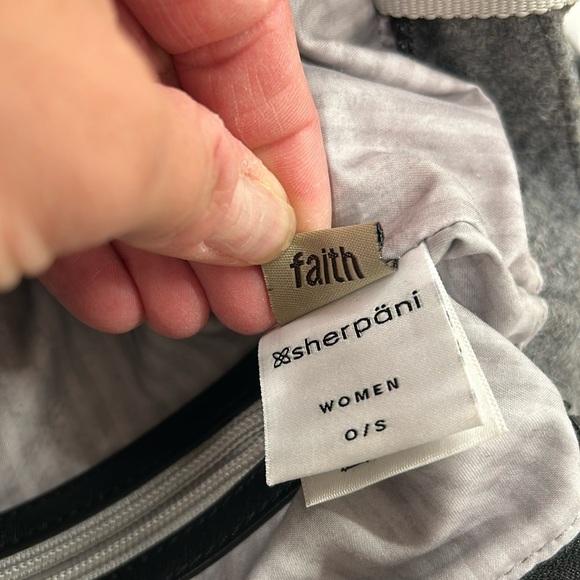 faith
sherpäni
WOMEN
O/S